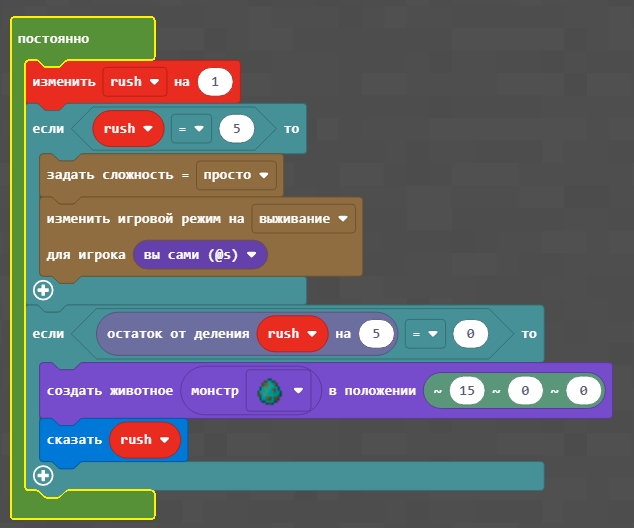 постоянно
изменить rush на 1
если rush = 5 то
задать сложность = просто
изменить игровой режим на выживание
для игрока вы сами (@s)
если остаток от деления rush на 5 = 0 то
создать животное монстр в положении ~ 15 ~ 0 ~ 0
сказать rush